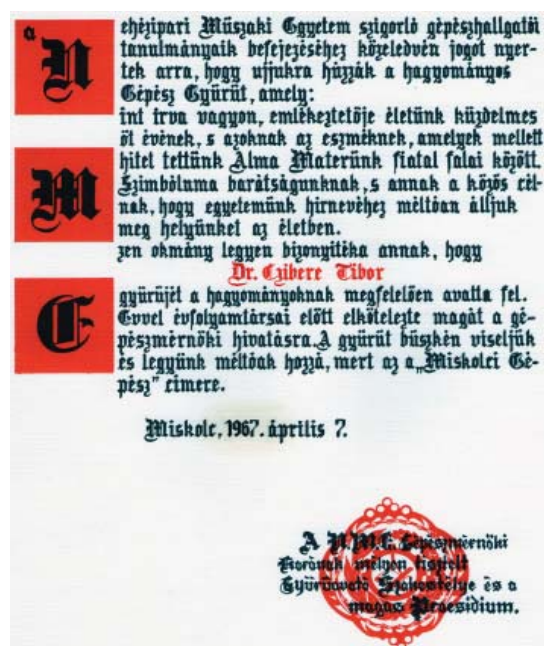 a Nehézipari Műszaki Egyetem szigorló gépészhallgatói
tanulmányaik befejezéséhez közeledvén jogot nyer-
tek arra, hogy ujjukra húzzák a hagyományos
Gépész Gyűrűt, amely:
Mint írva vagyon, emlékeztetője életünk küzdelmes
öt évének, s azoknak az eszméknek, amelyek mellett
hitet tettünk Alma Materünk fiatal falai között.
Szimbóluma barátságunknak, s annak a közös cél-
nak, hogy egyetemünk hírnevéhez méltóan álljuk
meg helyünket az életben.
Ezen okmány legyen bizonyítéka annak, hogy
Dr. Czibere Tibor
gyűrűjét a hagyományoknak megfelelően avatta fel.
Evvel évfolyamtársai előtt elkötelezte magát a gé-
pészmérnöki hivatásra. A gyűrűt büszkén viseljük
és legyünk méltóak hozzá, mert az a „Miskolci Gé-
pész" címere.
Miskolc, 1967. április 7.
A N.M.E. Gépészmérnöki
Karának mélyen tisztelt
Gyűrűavató Szakestélye és a
magas Praesidium.